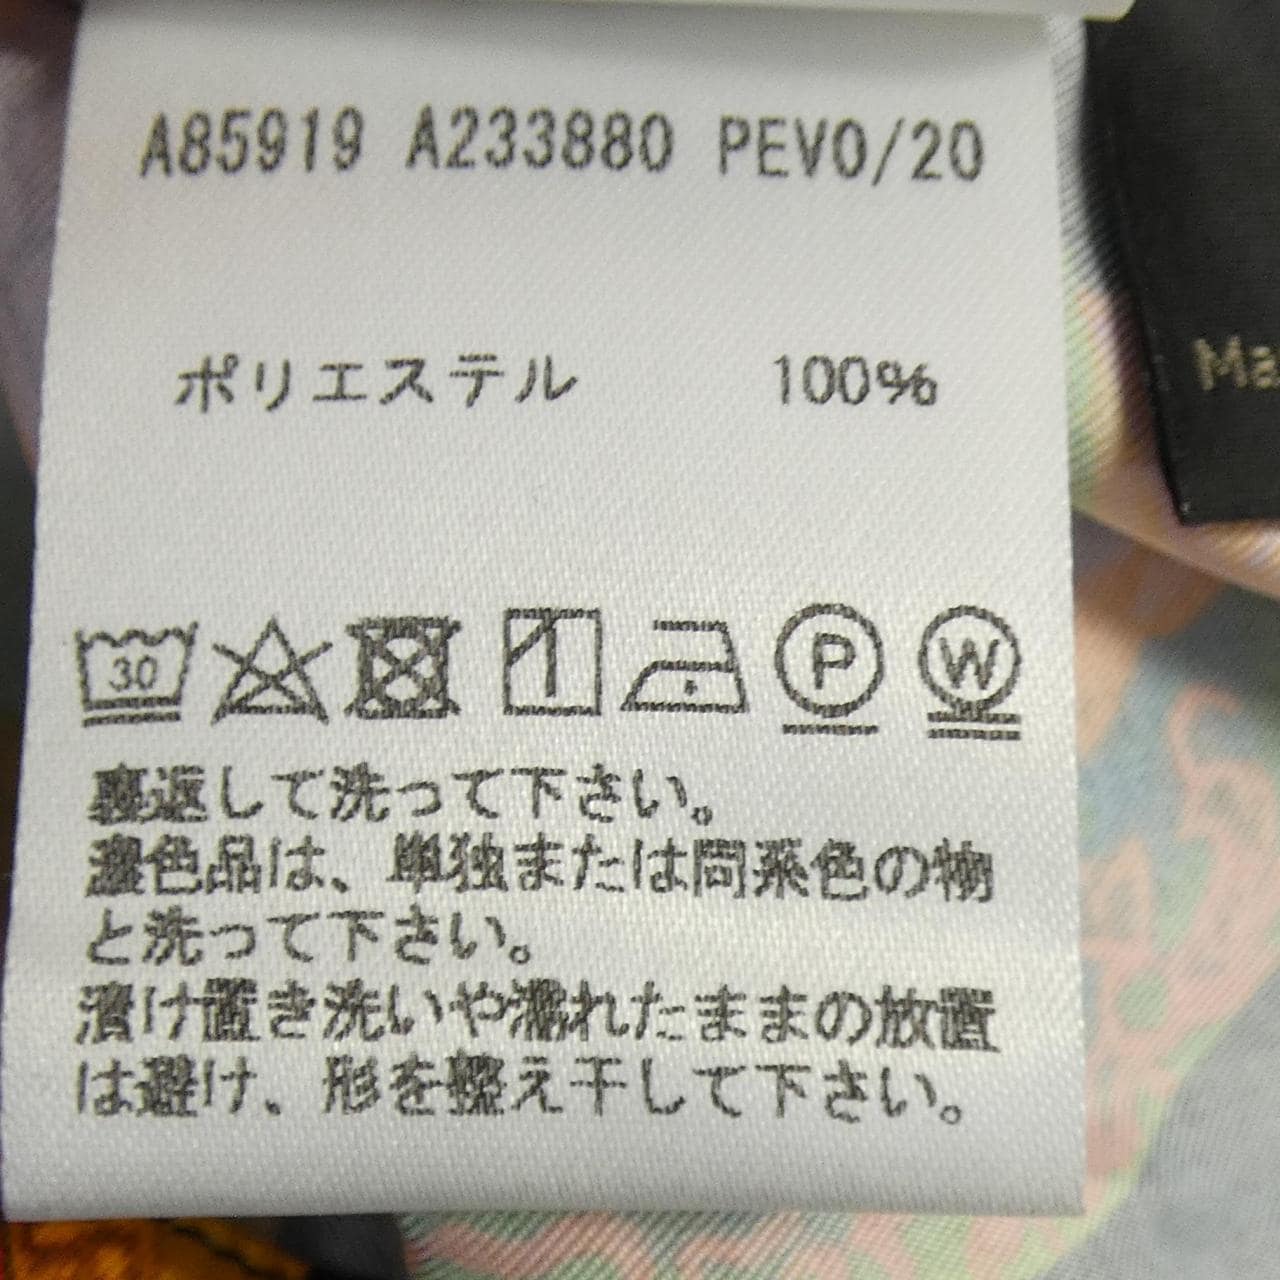 A85919 A233880 PEV0/20
ポリエステル 100%
30 P W
裏返して洗って下さい。
濃色品は、単独または同系色の物
と洗って下さい。
漬け置き洗いや濡れたままの放置
は避け、形を整え干して下さい。
Ma